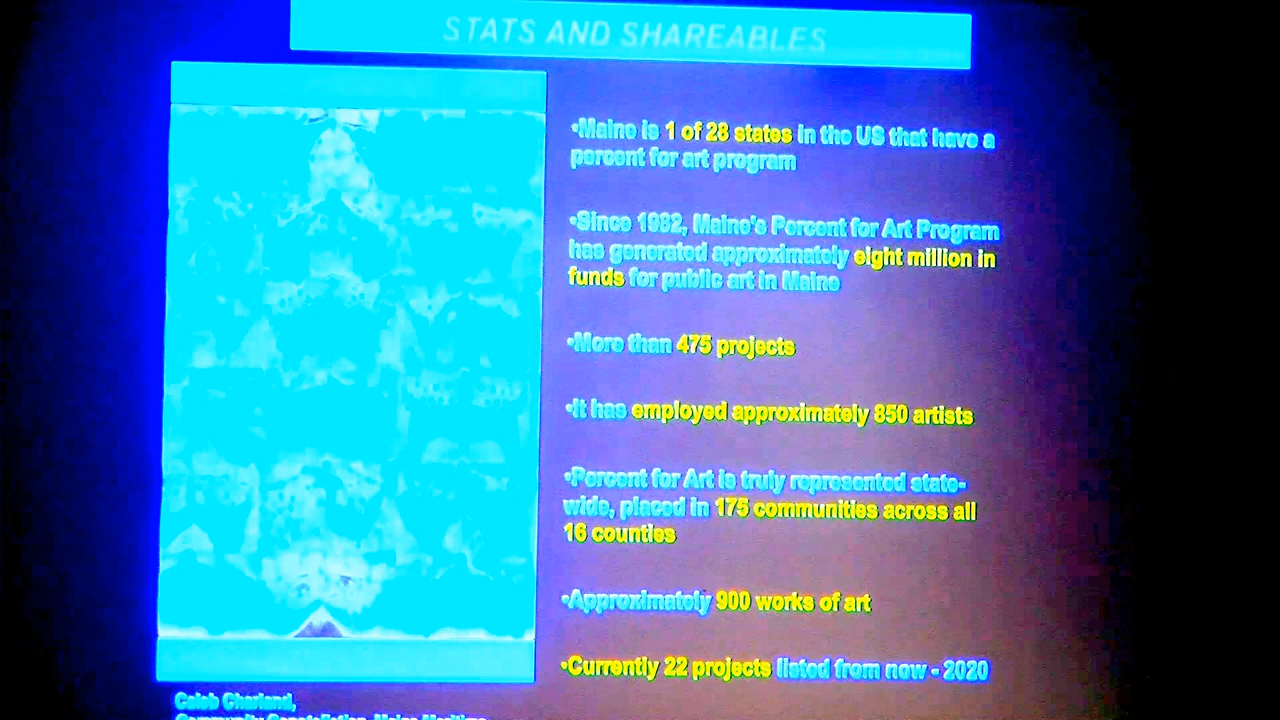 STATS AND SHAREABLES
•Maine is 1 of 28 states in the US that have a
percent for art program
•Since 1982, Maine's Percent for Art Program
has generated approximately eight million in
funds for public art in Maine
•More than 475 projects
•It has employed approximately 850 artists
•Percent for Art is truly represented state-
wide, placed in 175 communities across all
16 counties
•Approximately 900 works of art
•Currently 22 projects listed from now - 2020
Caleb Charland,
Community Constellation, Maine Maritime